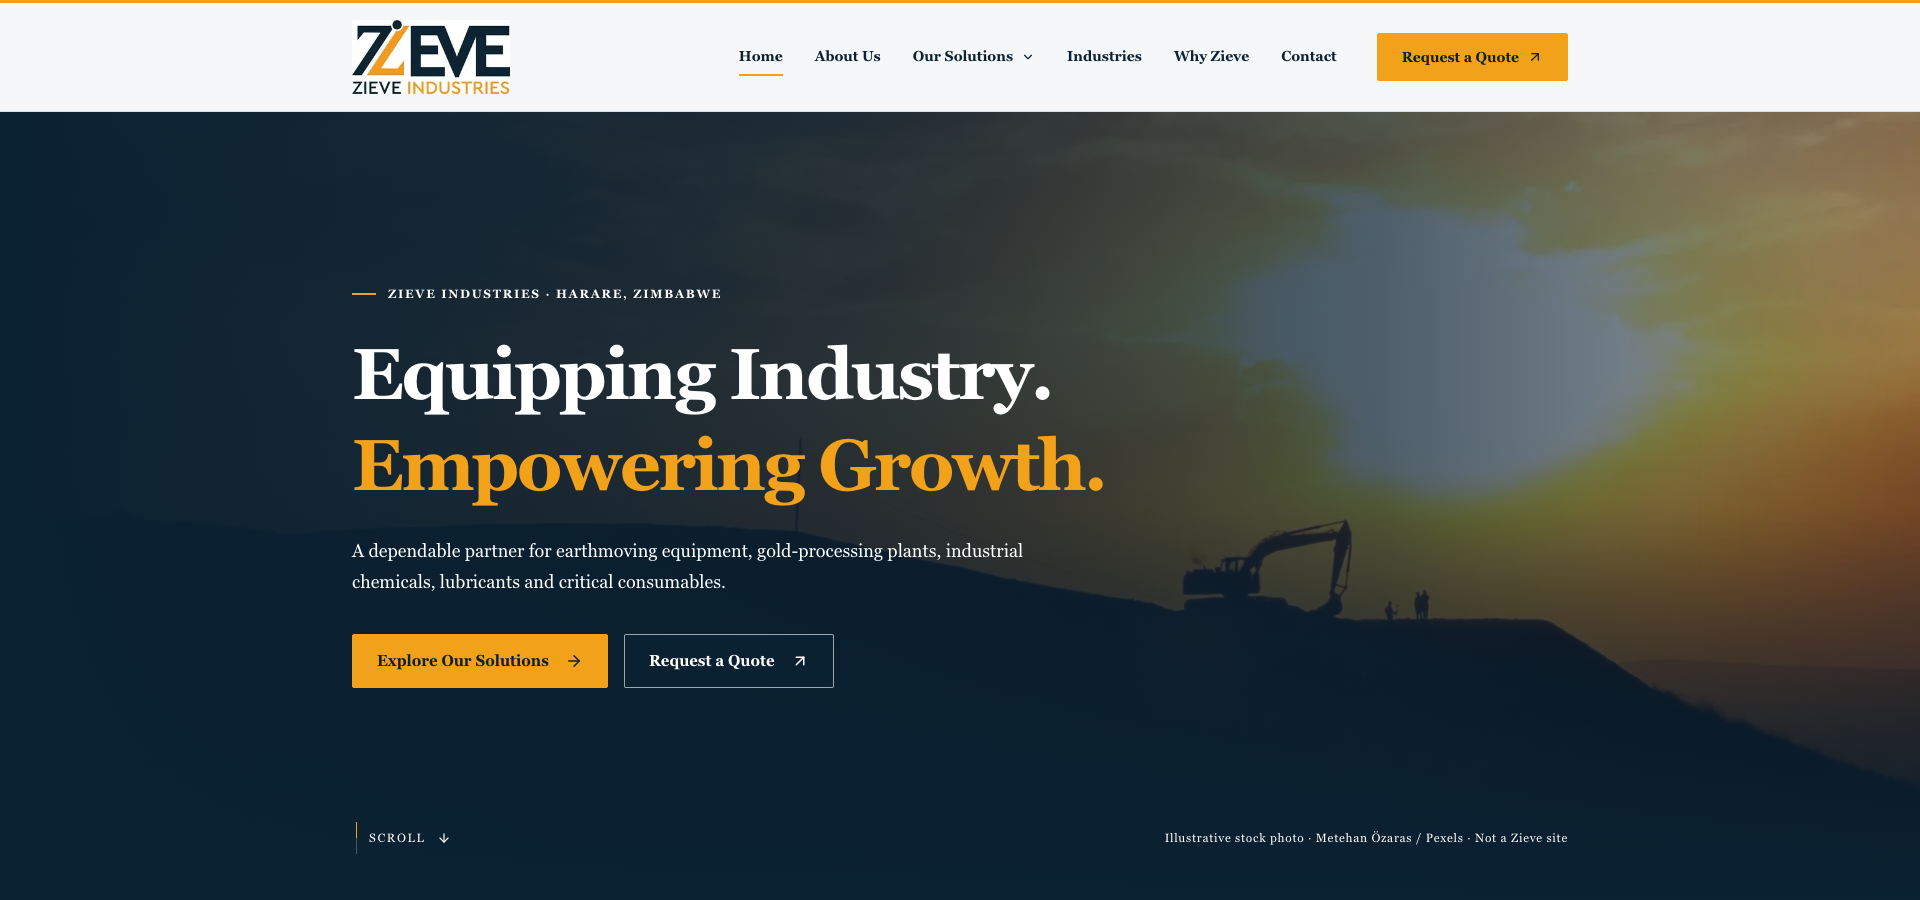 ZIEVE
ZIEVE INDUSTRIES
Home About Us Our Solutions Industries Why Zieve Contact Request a Quote
ZIEVE INDUSTRIES · HARARE, ZIMBABWE
Equipping Industry.
Empowering Growth.
A dependable partner for earthmoving equipment, gold-processing plants, industrial
chemicals, lubricants and critical consumables.
Explore Our Solutions Request a Quote
SCROLL Illustrative stock photo · Metehan Özaras / Pexels · Not a Zieve site